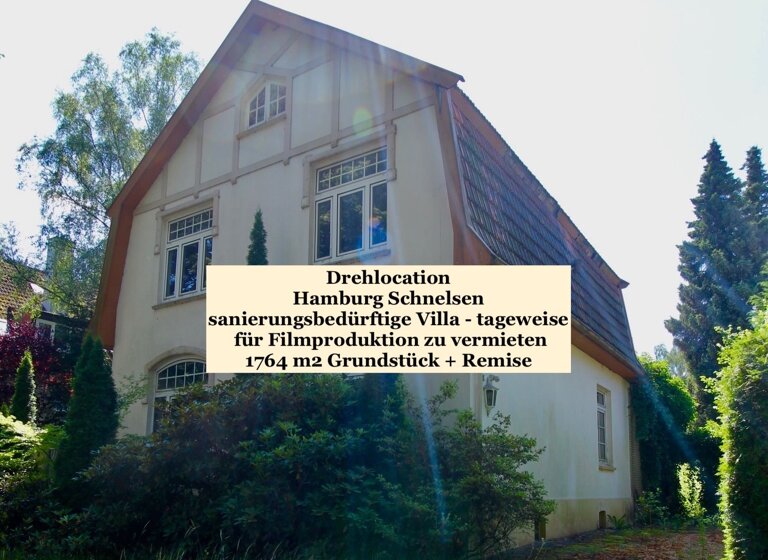 Drehlocation
Hamburg Schnelsen
sanierungsbedürftige Villa - tageweise
für Filmproduktion zu vermieten
1764 m2 Grundstück + Remise